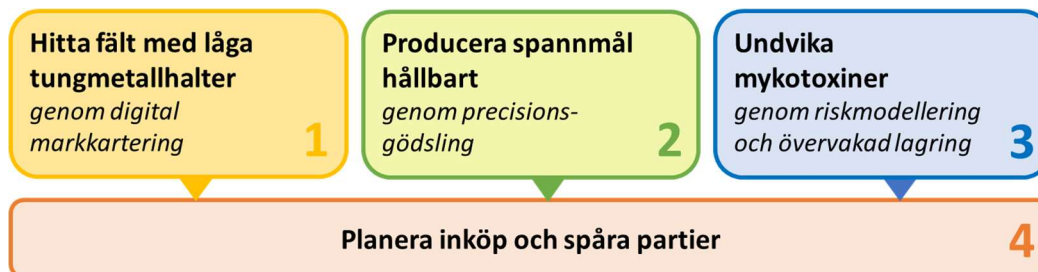 Hitta fält med låga
tungmetallhalter
genom digital
markkartering
1
Producera spannmål
hållbart
genom precisions-
gödsling
2
Undvika
mykotoxiner
genom riskmodellering
och övervakad lagring
3
Planera inköp och spåra partier
4